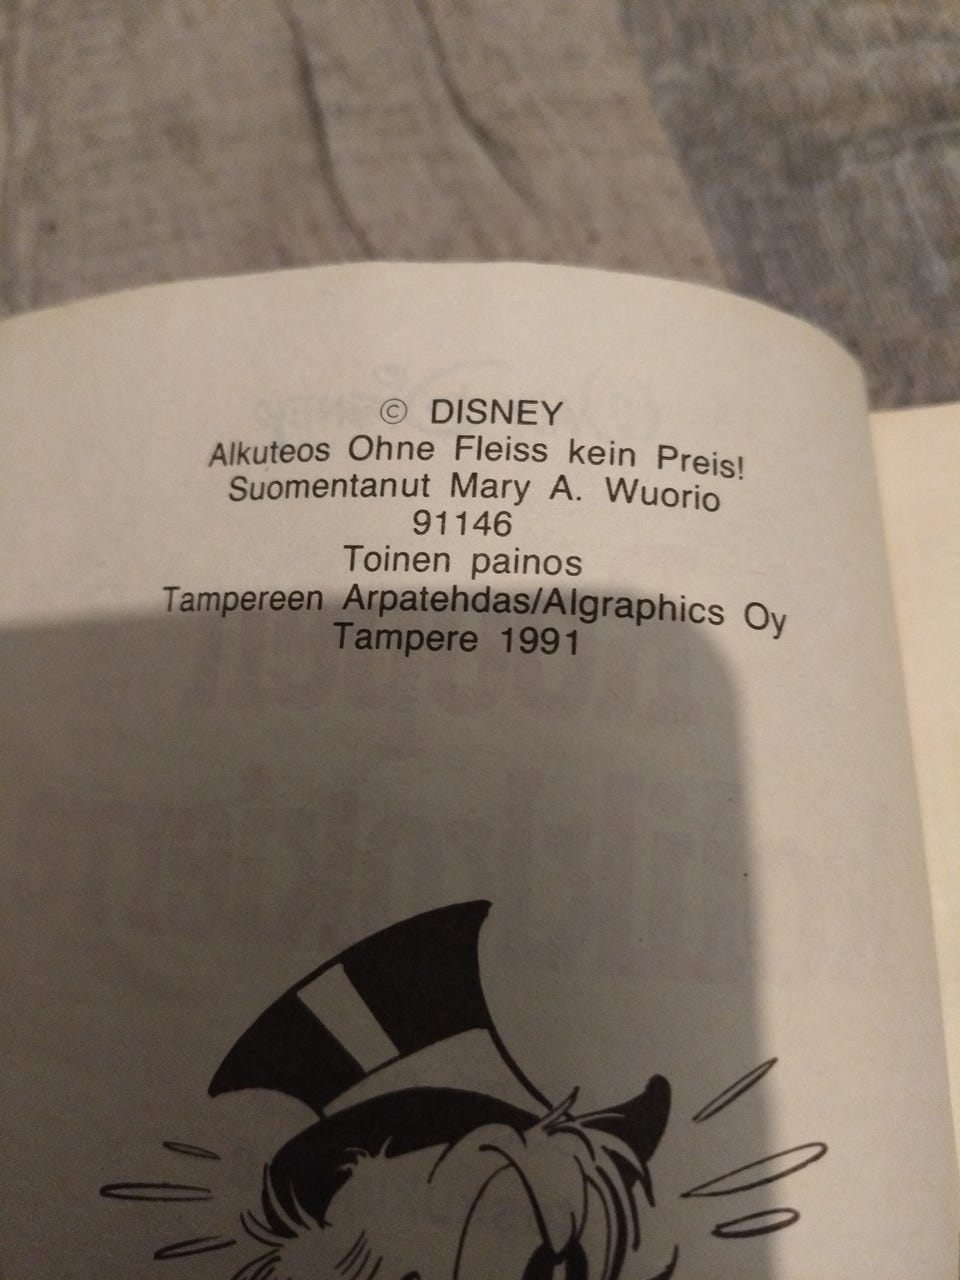 © DISNEY
Alkuteos Ohne Fleiss kein Preis!
Suomentanut Mary A. Wuorio
91146
Toinen painos
Tampereen Arpatehdas/Algraphics Oy
Tampere 1991